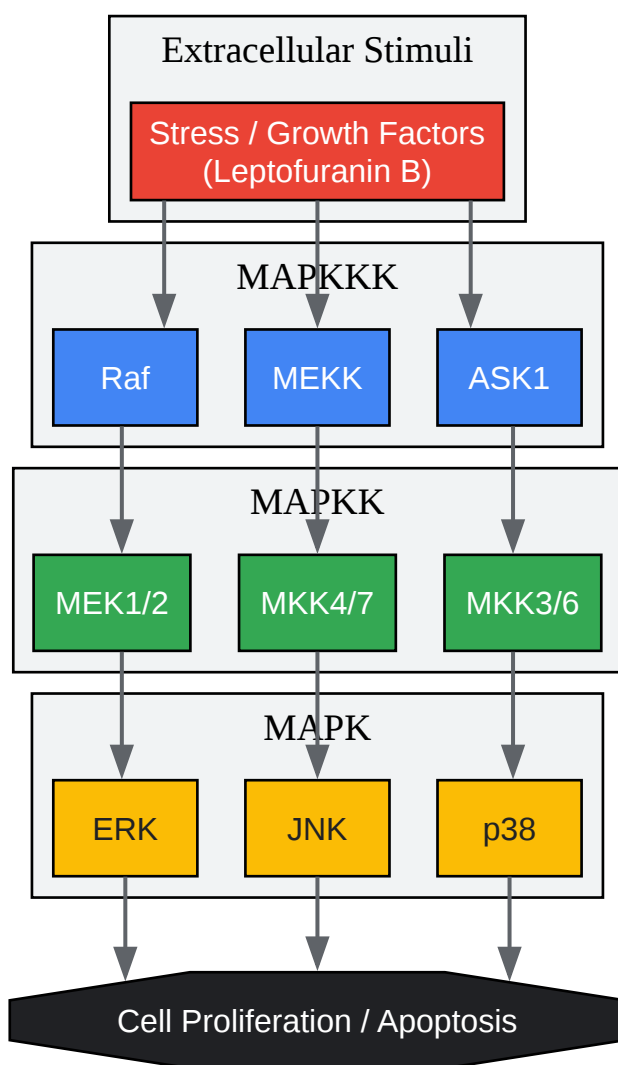 Extracellular Stimuli
Stress / Growth Factors
(Leptofuranin B)
MAPKKK
Raf
MEKK
ASK1
MAPKK
MEK1/2
MKK4/7
MKK3/6
MAPK
ERK
JNK
p38
Cell Proliferation / Apoptosis